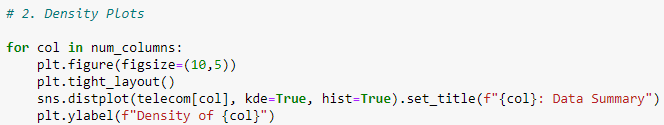 # 2. Density Plots

for col in num_columns:
    plt.figure(figsize=(10,5))
    plt.tight_layout()
    sns.distplot(telecom[col], kde=True, hist=True).set_title(f"{col}: Data Summary")
    plt.ylabel(f"Density of {col}")